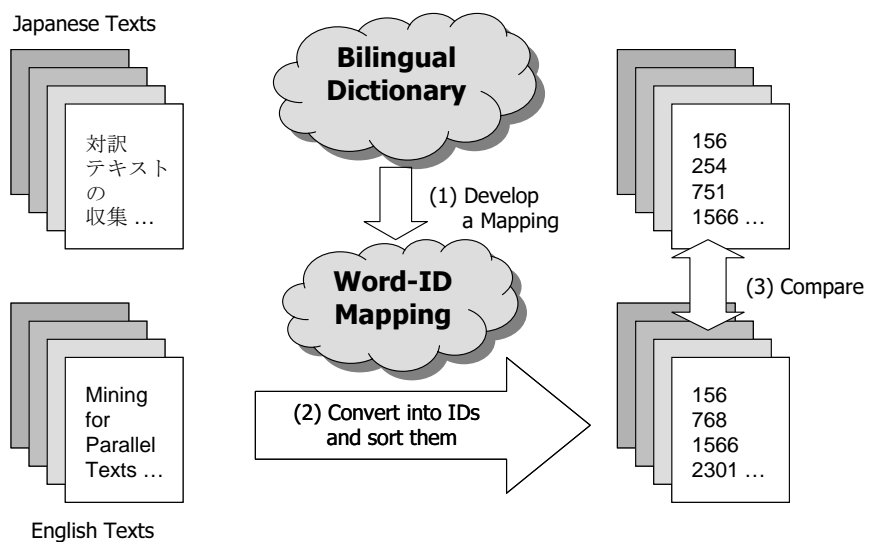 Japanese Texts
対訳
テキスト
の
収集 …
Bilingual
Dictionary
(1) Develop
a Mapping
Word-ID
Mapping
156
254
751
1566 …
(3) Compare
Mining
for
Parallel
Texts …
(2) Convert into IDs
and sort them
156
768
1566
2301 …
English Texts